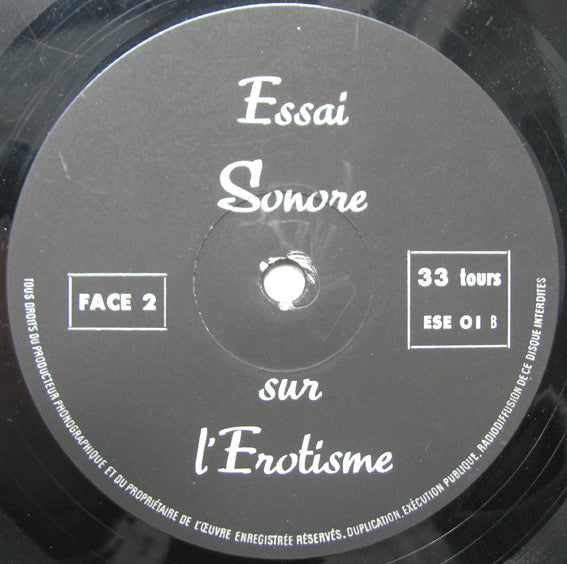 Essai
Sonore
FACE 2
33 tours
ESE 01 B
sur
l'Erotisme
TOUS DROITS DU PRODUCTEUR PHONOGRAPHIQUE ET DU PROPRIÉTAIRE DE L'ŒUVRE ENREGISTRÉE RÉSERVÉS. DUPLICATION, EXÉCUTION PUBLIQUE, RADIODIFFUSION DE CE DISQUE INTERDITES